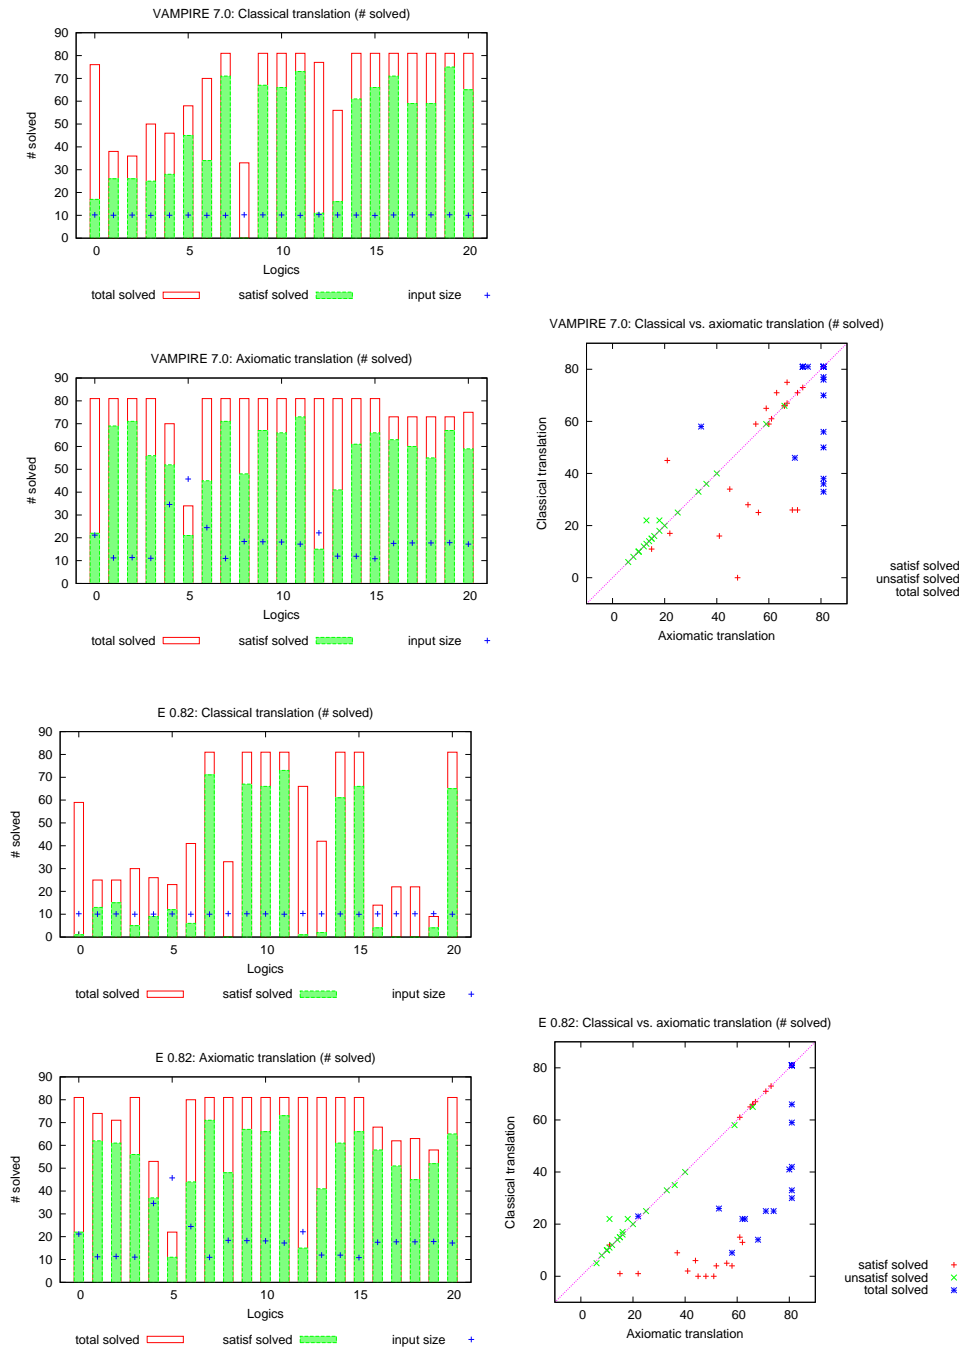 VAMPIRE 7.0: Classical translation (# solved)
90
80
70
60
50
40
30
20
10
0
# solved
0 5 10 15 20
Logics
total solved satisf solved input size
VAMPIRE 7.0: Axiomatic translation (# solved)
90
80
70
60
50
40
30
20
10
0
# solved
0 5 10 15 20
Logics
total solved satisf solved input size
VAMPIRE 7.0: Classical vs. axiomatic translation (# solved)
80
60
40
20
0
Classical translation
0 20 40 60 80
Axiomatic translation
satisf solved
unsatisf solved
total solved
E 0.82: Classical translation (# solved)
90
80
70
60
50
40
30
20
10
0
# solved
0 5 10 15 20
Logics
total solved satisf solved input size
E 0.82: Axiomatic translation (# solved)
90
80
70
60
50
40
30
20
10
0
# solved
0 5 10 15 20
Logics
total solved satisf solved input size
E 0.82: Classical vs. axiomatic translation (# solved)
80
60
40
20
0
Classical translation
0 20 40 60 80
Axiomatic translation
satisf solved
unsatisf solved
total solved